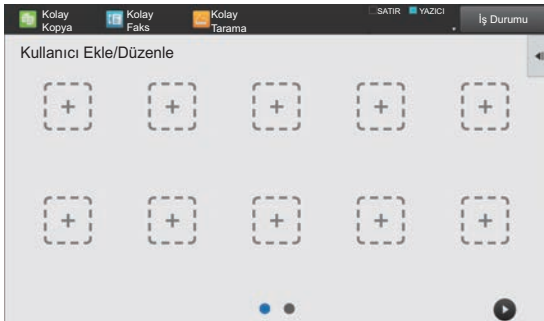 Kolay Kopya
Kolay Faks
Kolay Tarama
SATIR
YAZICI
İş Durumu
Kullanıcı Ekle/Düzenle